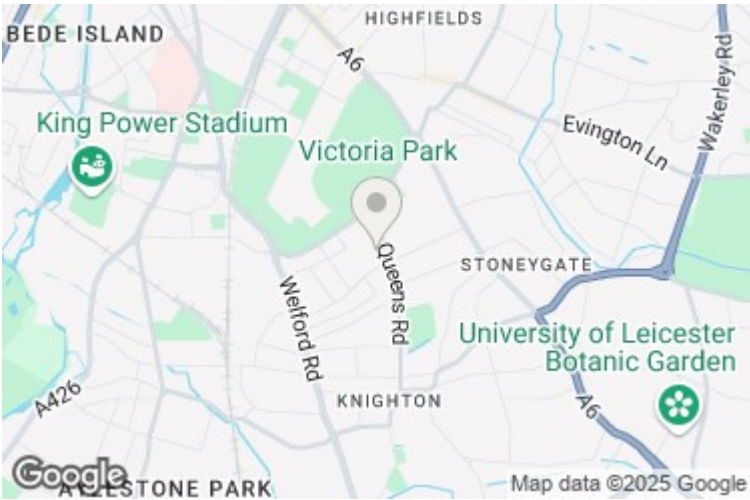 HIGHFIELDS
BEDE ISLAND
A6
Wakerley Rd
King Power Stadium
Evington Ln
Victoria Park
Queens Rd
STONEYGATE
Welford Rd
University of Leicester
Botanic Garden
A426
KNIGHTON
A6
Google
AYLESTONE PARK
Map data ©2025 Google